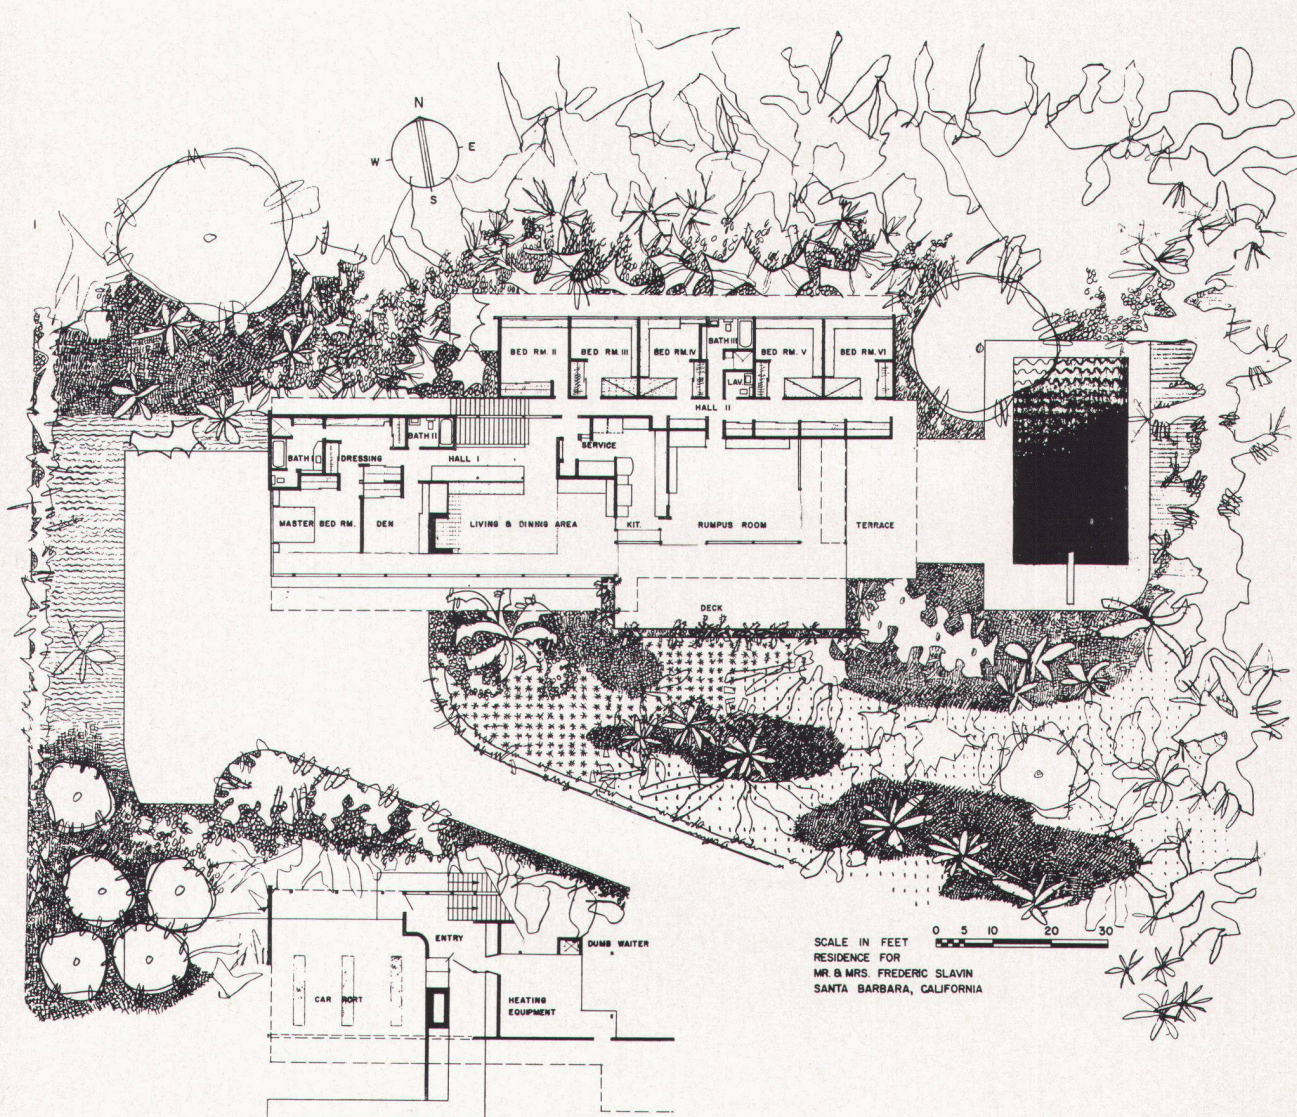 N
W E
S
BED RM. II
BED RM. III
BED RM. IV
BATH III
BED RM. V
BED RM. VI
LAV.
HALL II
BATH I
DRESSING
BATH II
HALL I
SERVICE
MASTER BED RM.
DEN
LIVING & DINNG AREA
KIT.
RUMPUS ROOM
TERRACE
DECK
ENTRY
DUMB WAITER
CAR PORT
HEATING
EQUIPMENT
SCALE IN FEET 0 5 10 20 30
RESIDENCE FOR
MR. & MRS. FREDERIC SLAVIN
SANTA BARBARA, CALIFORNIA